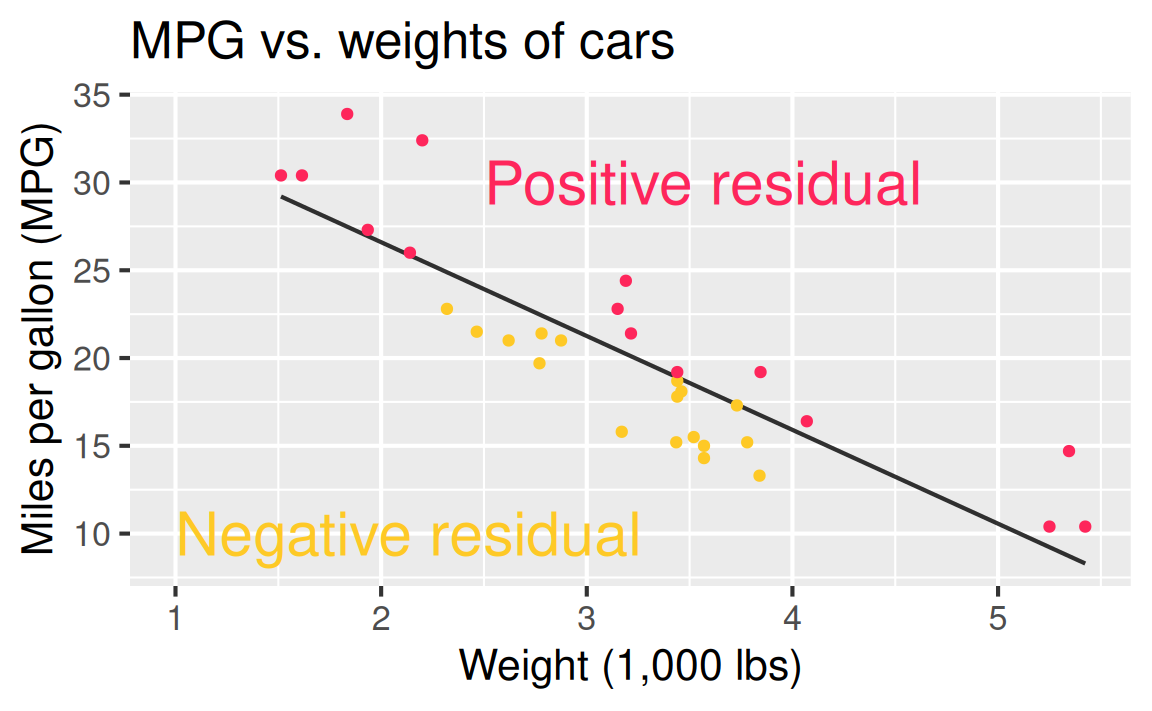 MPG vs. weights of cars
Miles per gallon (MPG)
35
30
25
20
15
10
Positive residual
Negative residual
1 2 3 4 5
Weight (1,000 lbs)